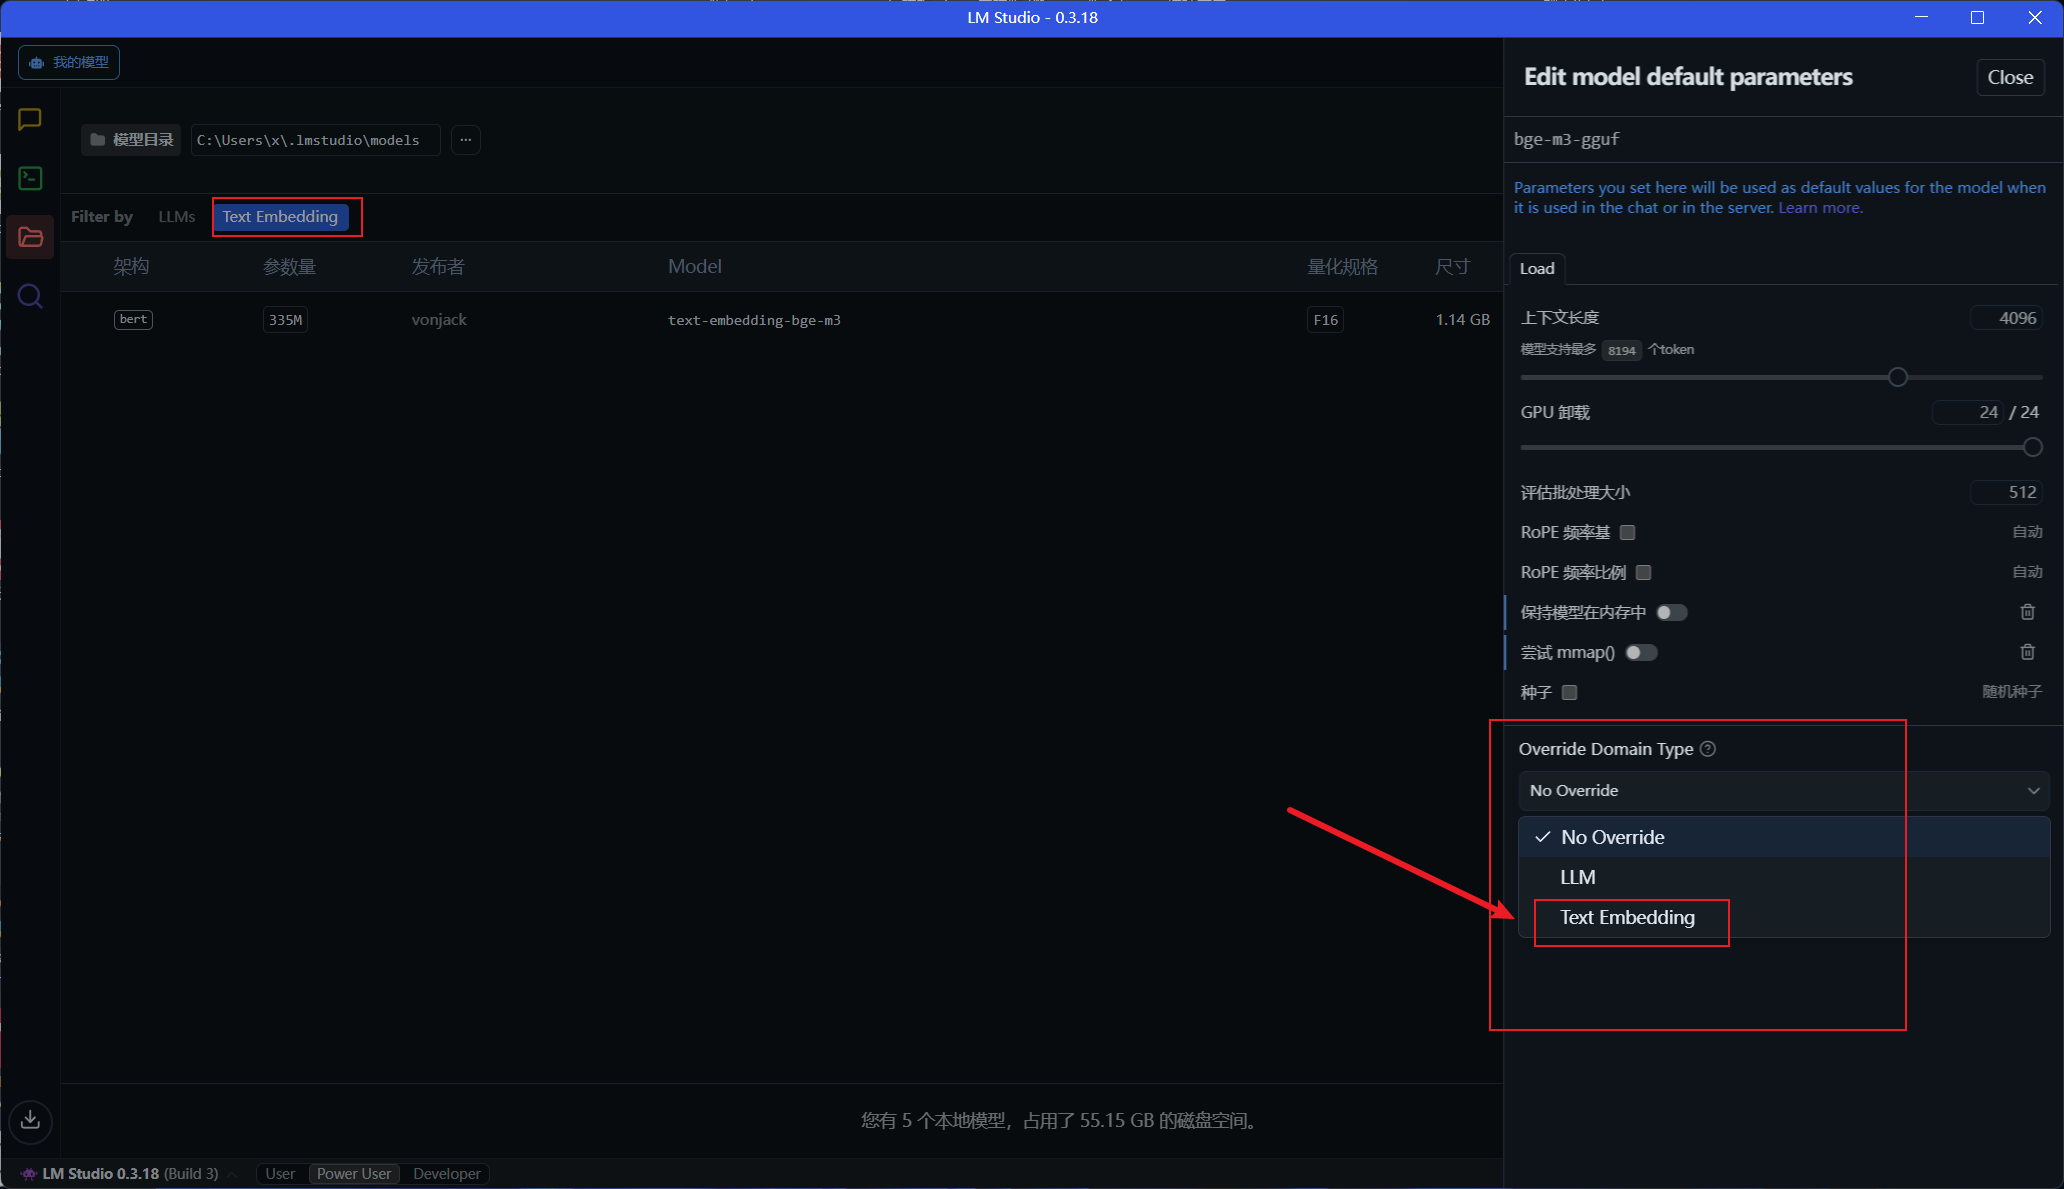 LM Studio - 0.3.18
我的模型
模型目录 C:\Users\x\.lmstudio\models ...
Filter by LLMs Text Embedding
架构 参数量 发布者 Model 量化规格 尺寸
bert 335M vonjack text-embedding-bge-m3 F16 1.14 GB
您有 5 个本地模型，占用了 55.15 GB 的磁盘空间。
LM Studio 0.3.18 (Build 3) User Power User Developer
Edit model default parameters Close
bge-m3-gguf
Parameters you set here will be used as default values for the model when
it is used in the chat or in the server. Learn more.
Load
上下文长度 4096
模型支持最多 8194 个token
GPU 卸载 24 / 24
评估批处理大小 512
RoPE 频率基 自动
RoPE 频率比例 自动
保持模型在内存中
尝试 mmap()
种子 随机种子
Override Domain Type ?
No Override
No Override
LLM
Text Embedding